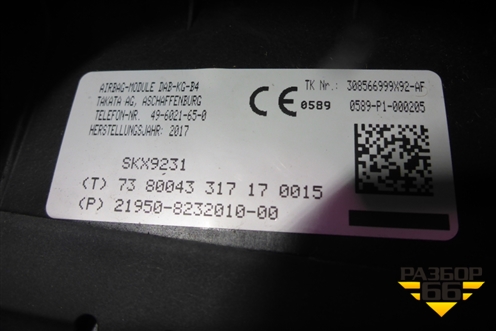 AIRBAG-MODULE DAB-KG-B4
TAKATA AG, ASCHAFFENBURG
TELEFON-NR. 49-6021-65-0
HERSTELLUNGSJAHR: 2017
CE 0589
TK Nr.: 308566999X92-AF
0589-P1-000205
SKX9231
(T) 73 80043 317 17 0015
(P) 21950-8232010-00
РАЗБОР
66